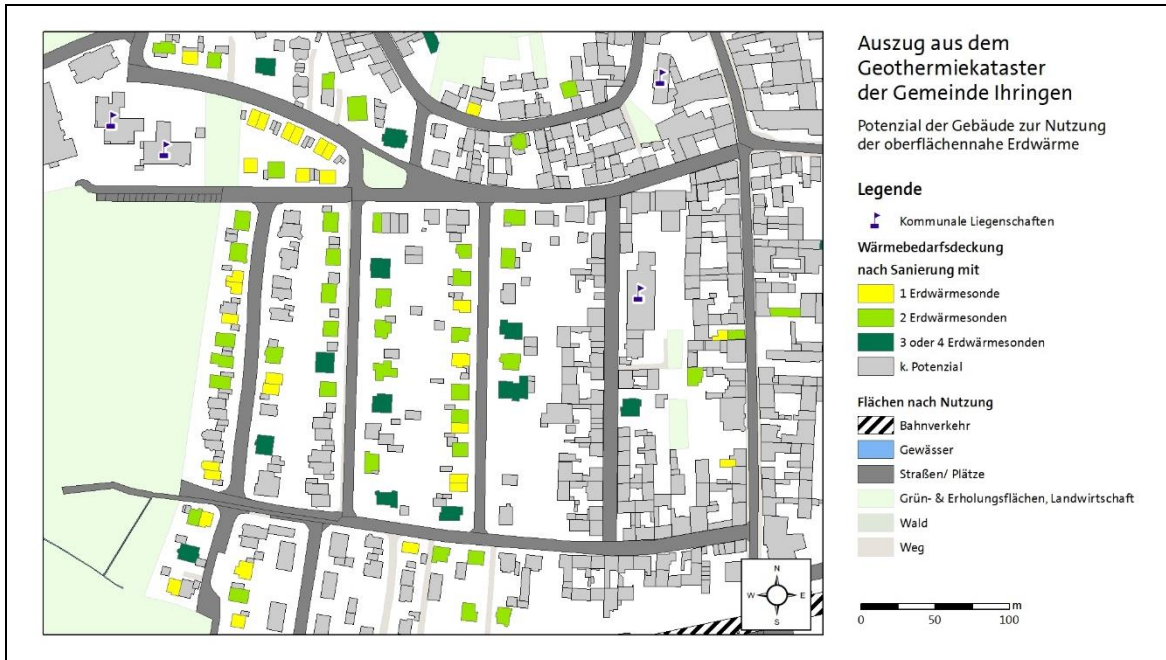 Auszug aus dem
Geothermiekataster
der Gemeinde Ihringen
Potenzial der Gebäude zur Nutzung
der oberflächennahe Erdwärme
Legende
Kommunale Liegenschaften
Wärmebedarfsdeckung
nach Sanierung mit
1 Erdwärmesonde
2 Erdwärmesonden
3 oder 4 Erdwärmesonden
k. Potenzial
Flächen nach Nutzung
Bahnverkehr
Gewässer
Straßen/ Plätze
Grün- & Erholungsflächen, Landwirtschaft
Wald
Weg
N
W E
S
m
0 50 100